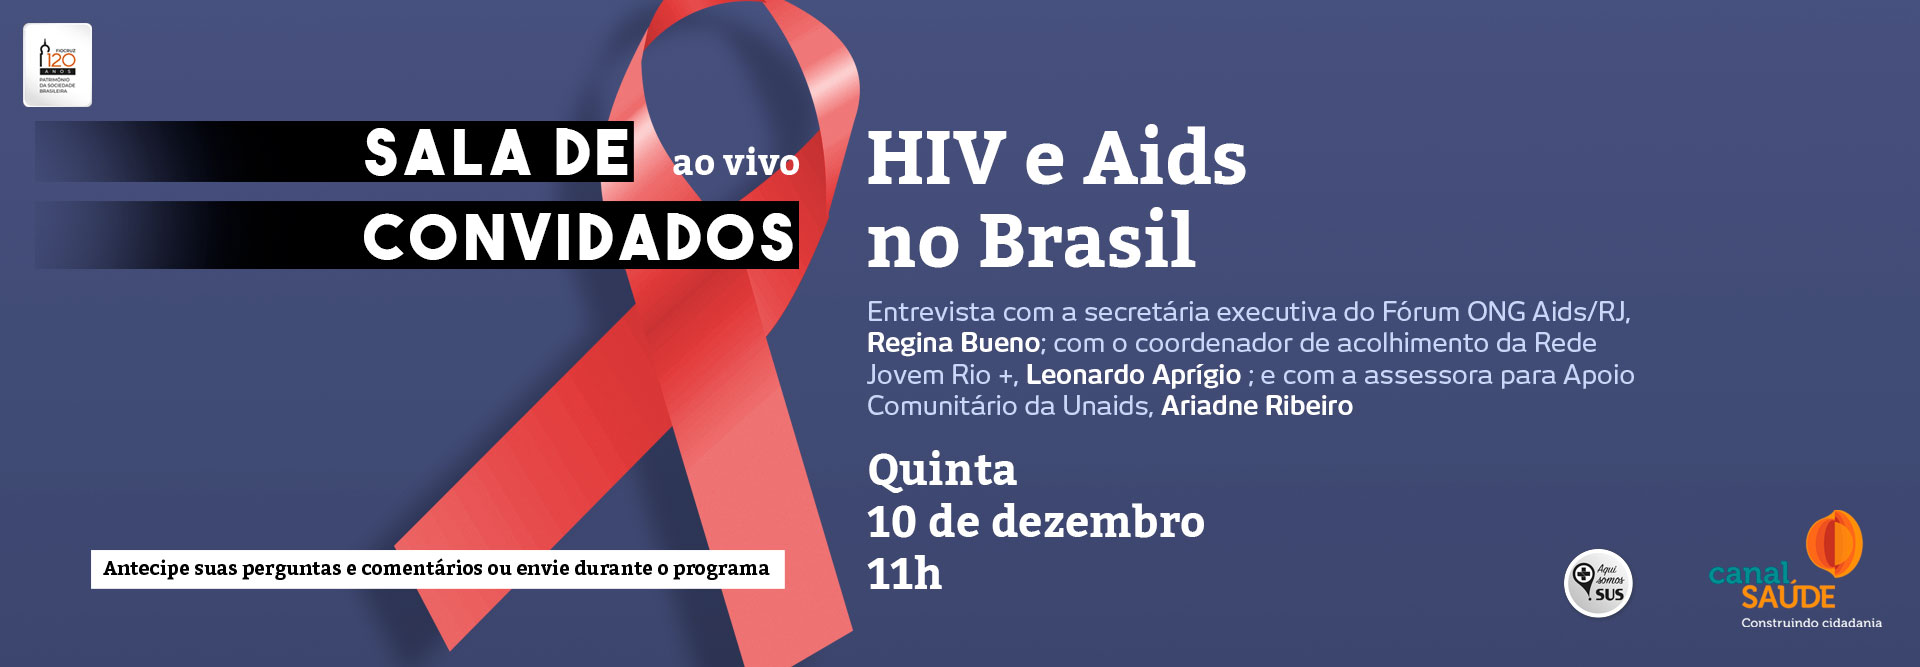 FIOCRUZ
120
ANOS
PATRIMÔNIO
DA SOCIEDADE
BRASILEIRA
SALA DE ao vivo
CONVIDADOS
HIV e Aids
no Brasil
Entrevista com a secretária executiva do Fórum ONG Aids/RJ,
Regina Bueno; com o coordenador de acolhimento da Rede
Jovem Rio +, Leonardo Aprígio ; e com a assessora para Apoio
Comunitário da Unaids, Ariadne Ribeiro
Quinta
10 de dezembro
11h
Antecipe suas perguntas e comentários ou envie durante o programa
Aqui
somos
SUS
canal
SAÚDE
Construindo cidadania